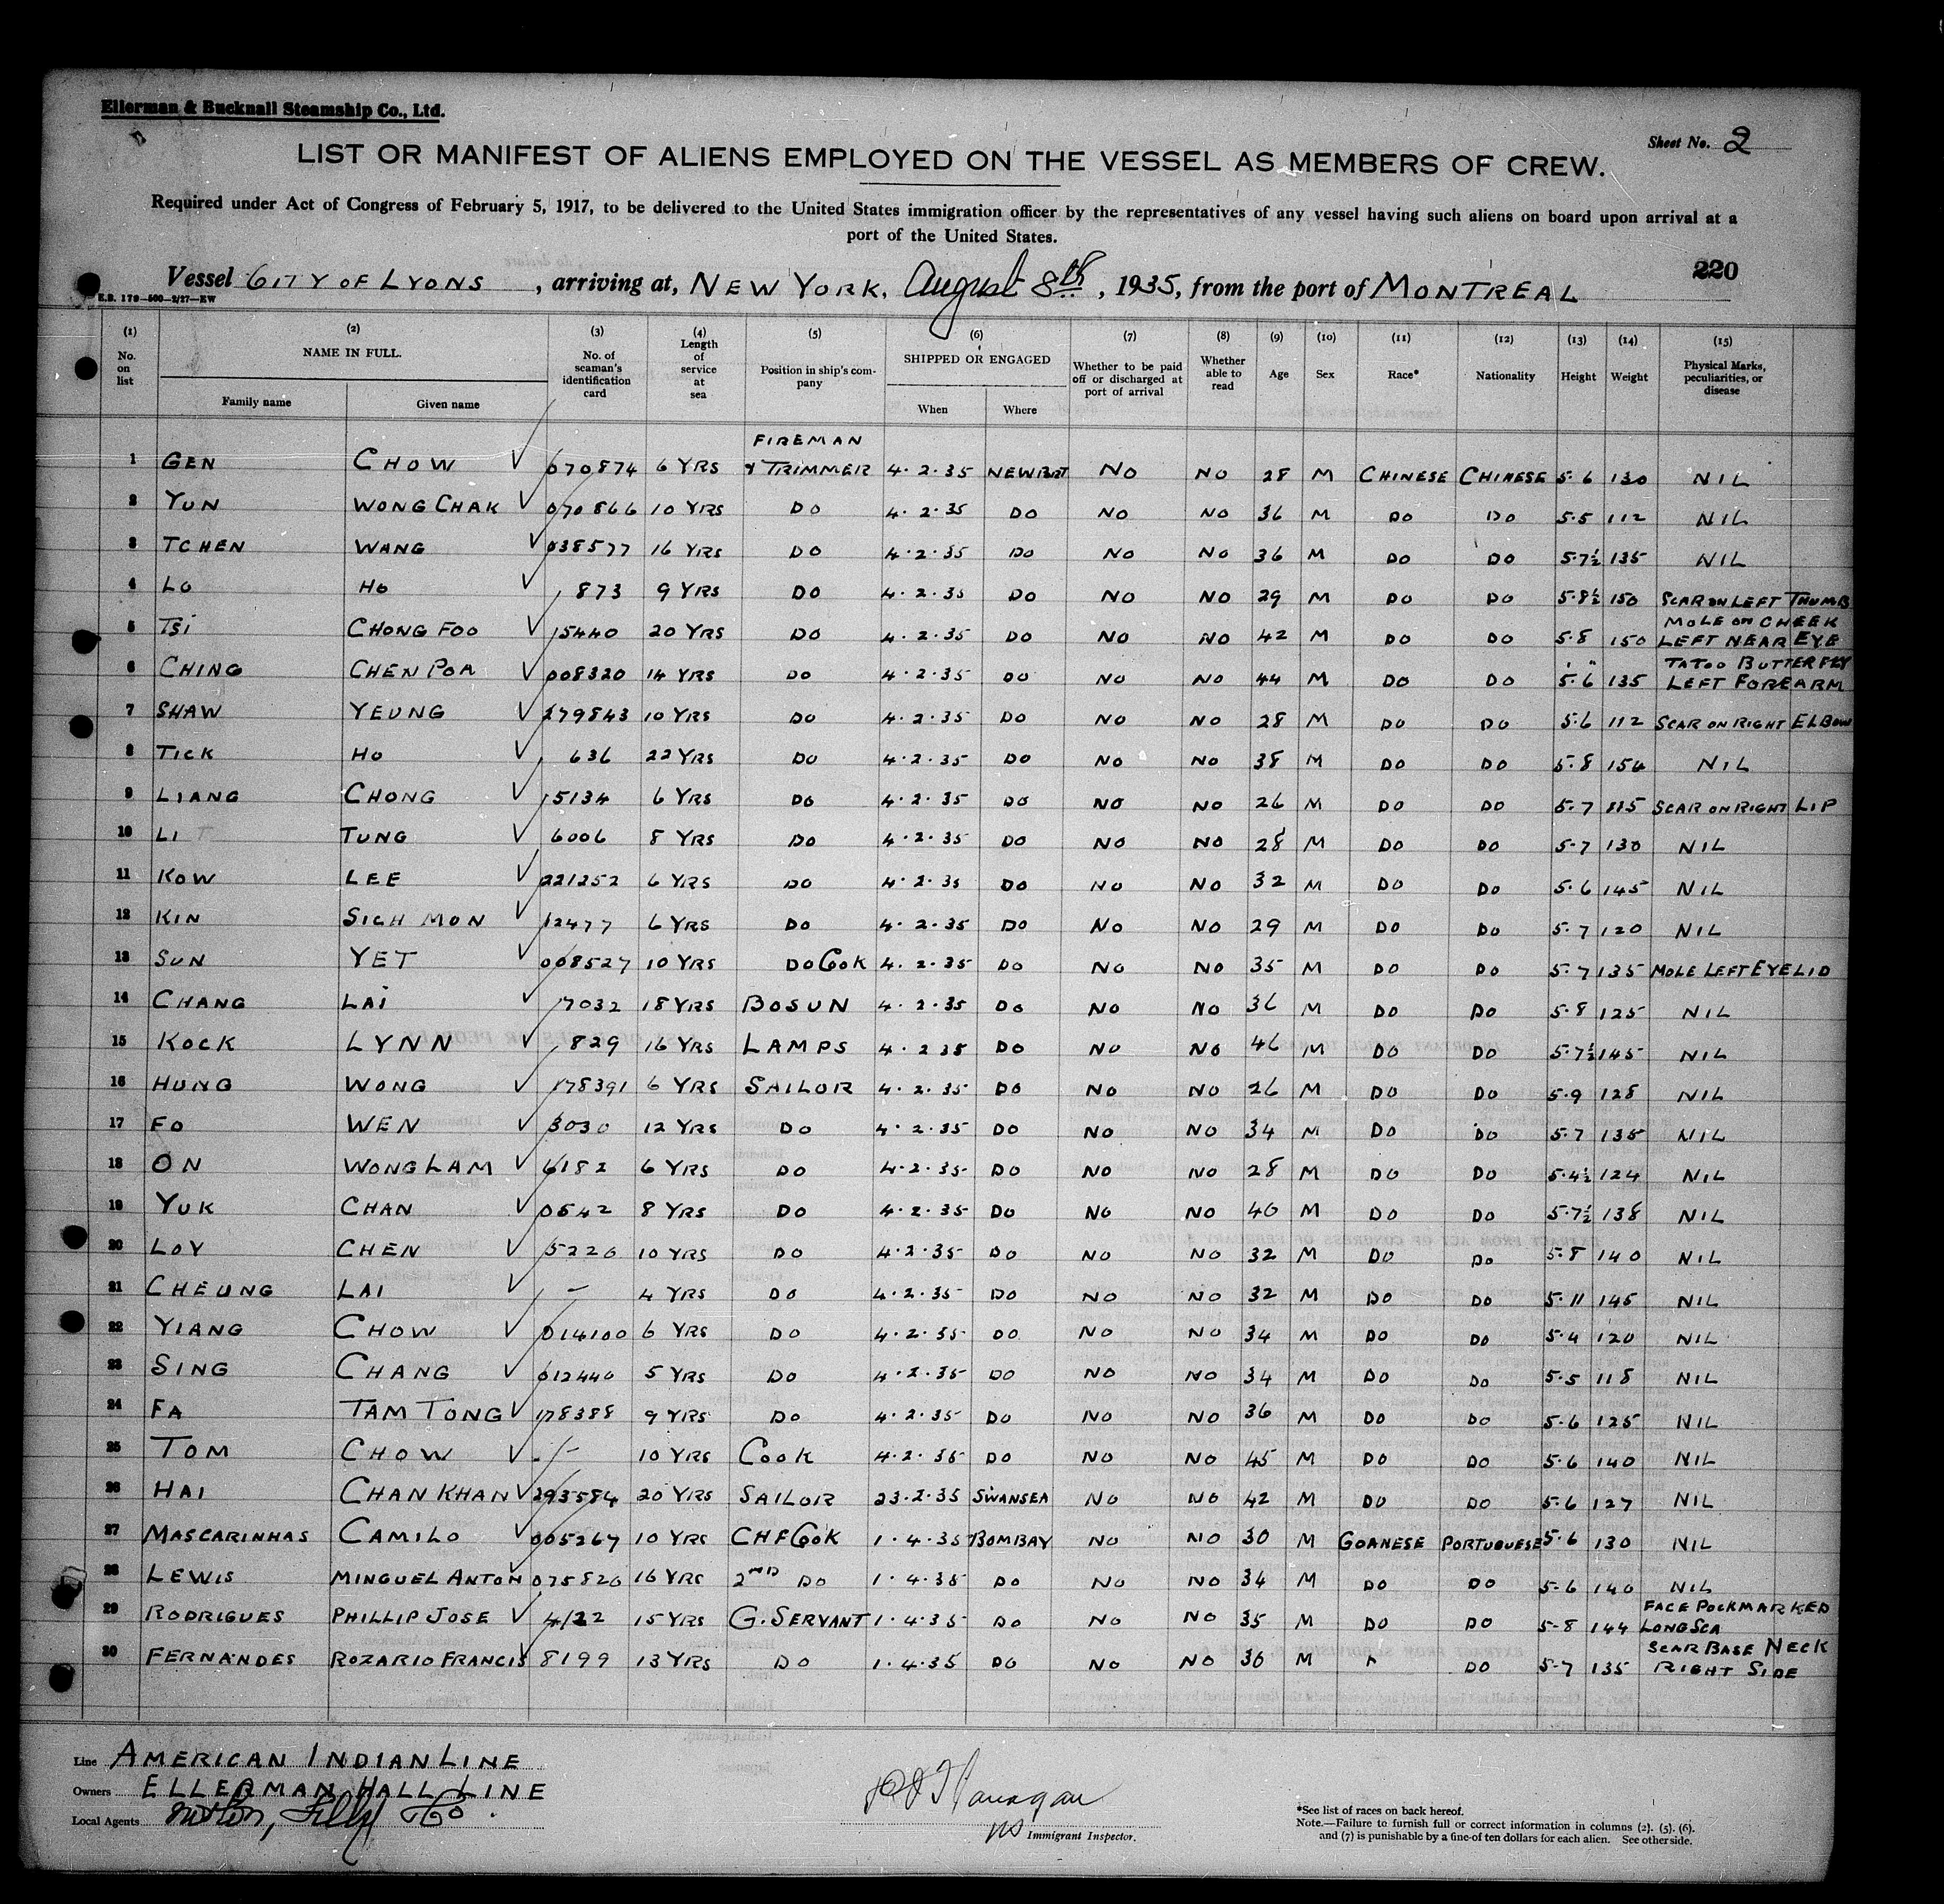 Ellerman & Bucknall Steamship Co., Ltd.
Sheet No. 2
LIST OR MANIFEST OF ALIENS EMPLOYED ON THE VESSEL AS MEMBERS OF CREW.
Required under Act of Congress of February 5, 1917, to be delivered to the United States immigration officer by the representatives of any vessel having such aliens on board upon arrival at a
port of the United States.
220
Vessel CITY OF LYONS, arriving at, NEW YORK, August 8th, 1935, from the port of MONTREAL
E.B. 179-500-2/27-EW
(1) (2) (3) (4) (5) (6) (7) (8) (9) (10) (11) (12) (13) (14) (15)
No. on list NAME IN FULL. Family name Given name No. of seaman's identification card Length of service at sea Position in ship's company SHIPPED OR ENGAGED When Where Whether to be paid off or discharged at port of arrival Whether able to read Age Sex Race* Nationality Height Weight Physical Marks, peculiarities, or disease
1 GEN CHOW 070874 6 YRS FIREMAN & TRIMMER 4.2.35 NEWPORT NO NO 28 M CHINESE CHINESE 5.6 130 NIL
2 YUN WONG CHAK 070866 10 YRS DO 4.2.35 DO NO NO 36 M DO DO 5.5 112 NIL
3 TCHEN WANG 038577 16 YRS DO 4.2.35 DO NO NO 36 M DO DO 5.7½ 135 NIL
4 LO HO 873 9 YRS DO 4.2.35 DO NO NO 29 M DO DO 5.8½ 150 SCAR ON LEFT THUMB
5 TSI CHONG FOO 15440 20 YRS DO 4.2.35 DO NO NO 42 M DO DO 5.8 150 MOLE ON CHEEK LEFT NEAR EYE
6 CHING CHEN POA 008320 14 YRS DO 4.2.35 DO NO NO 44 M DO DO 5'.6" 135 TATOO BUTTERFLY LEFT FOREARM
7 SHAW YEUNG 179843 10 YRS DO 4.2.35 DO NO NO 28 M DO DO 5.6 112 SCAR ON RIGHT ELBOW
8 TICK HO 636 22 YRS DO 4.2.35 DO NO NO 38 M DO DO 5.8 154 NIL
9 LIANG CHONG 15134 6 YRS DO 4.2.35 DO NO NO 26 M DO DO 5.7 115 SCAR ON RIGHT LIP
10 LI TUNG 6006 8 YRS DO 4.2.35 DO NO NO 28 M DO DO 5.7 130 NIL
11 KOW LEE 221252 6 YRS DO 4.2.35 DO NO NO 32 M DO DO 5.6 145 NIL
12 KIN SICH MON 12477 6 YRS DO 4.2.35 DO NO NO 29 M DO DO 5.7 120 NIL
13 SUN YET 008527 10 YRS DO COOK 4.2.35 DO NO NO 35 M DO DO 5.7 135 MOLE LEFT EYELID
14 CHANG LAI 17032 18 YRS BOSUN 4.2.35 DO NO NO 36 M DO DO 5.8 125 NIL
15 KOCK LYNN 829 16 YRS LAMPS 4.2 35 DO NO NO 46 M DO DO 5.7½ 145 NIL
16 HUNG WONG 178391 6 YRS SAILOR 4.2.35 DO NO NO 26 M DO DO 5.9 128 NIL
17 FO WEN 3030 12 YRS DO 4.2.35 DO NO NO 34 M DO DO 5.7 135 NIL
18 ON WONG LAM 6182 6 YRS DO 4.2.35 DO NO NO 28 M DO DO 5.4½ 124 NIL
19 YUK CHAN 0542 8 YRS DO 4.2.35 DO NO NO 40 M DO DO 5.7½ 138 NIL
20 LOY CHEN 5226 10 YRS DO 4.2.35 DO NO NO 32 M DO DO 5.8 140 NIL
21 CHEUNG LAI - 4 YRS DO 4.2.35 DO NO NO 32 M DO DO 5.11 145 NIL
22 YIANG CHOW 014100 6 YRS DO 4.2.35 DO NO NO 34 M DO DO 5.4 120 NIL
23 SING CHANG 012440 5 YRS DO 4.2.35 DO NO NO 34 M DO DO 5.5 118 NIL
24 FA TAM TONG 178388 9 YRS DO 4.2.35 DO NO NO 36 M DO DO 5.6 125 NIL
25 TOM CHOW - 10 YRS COOK 4.2.35 DO NO NO 45 M DO DO 5.6 140 NIL
26 HAI CHAN KHAN 293584 20 YRS SAILOR 23.2.35 SWANSEA NO NO 42 M DO DO 5.6 127 NIL
27 MASCARINHAS CAMILO 005267 10 YRS CHF COOK 1.4.35 BOMBAY NO NO 30 M GOANESE PORTUGUESE 5.6 130 NIL
28 LEWIS MINGUEL ANTON 075826 16 YRS 2ND DO 1.4.35 DO NO NO 34 M DO DO 5.6 140 NIL
29 RODRIGUES PHILLIP JOSE 4122 15 YRS G. SERVANT 1.4.35 DO NO NO 35 M DO DO 5-8 144 FACE POCKMARKED LONG SCA
30 FERNANDES ROZARIO FRANCIS 8199 13 YRS DO 1.4.35 DO NO NO 36 M DO 5-7 135 SCAR BASE NECK RIGHT SIDE
Line AMERICAN INDIAN LINE
Owners ELLERMAN HALL LINE
Local Agents Norton, Lilly & Co.
Flanagan
Immigrant Inspector.
*See list of races on back hereof.
Note.—Failure to furnish full or correct information in columns (2). (5). (6).
and (7) is punishable by a fine of ten dollars for each alien. See other side.